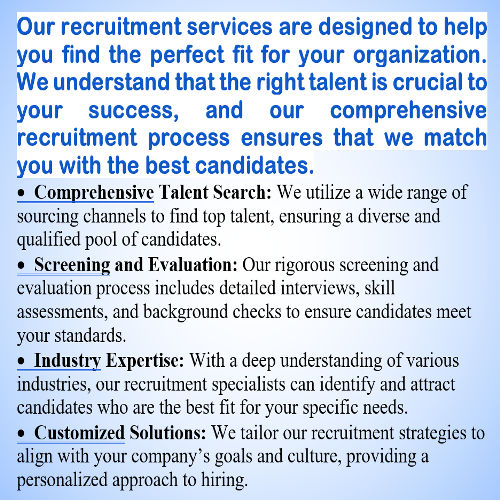 Our recruitment services are designed to help
you find the perfect fit for your organization.
We understand that the right talent is crucial to
your success, and our comprehensive
recruitment process ensures that we match
you with the best candidates.
• Comprehensive Talent Search: We utilize a wide range of
sourcing channels to find top talent, ensuring a diverse and
qualified pool of candidates.
• Screening and Evaluation: Our rigorous screening and
evaluation process includes detailed interviews, skill
assessments, and background checks to ensure candidates meet
your standards.
• Industry Expertise: With a deep understanding of various
industries, our recruitment specialists can identify and attract
candidates who are the best fit for your specific needs.
• Customized Solutions: We tailor our recruitment strategies to
align with your company’s goals and culture, providing a
personalized approach to hiring.